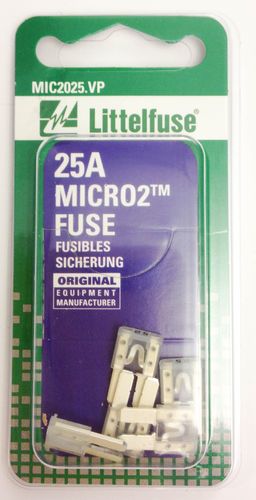 MIC2025.VP
Littelfuse®
25A
MICRO2™
FUSE
FUSIBLES
SICHERUNG
ORIGINAL
EQUIPMENT
MANUFACTURER